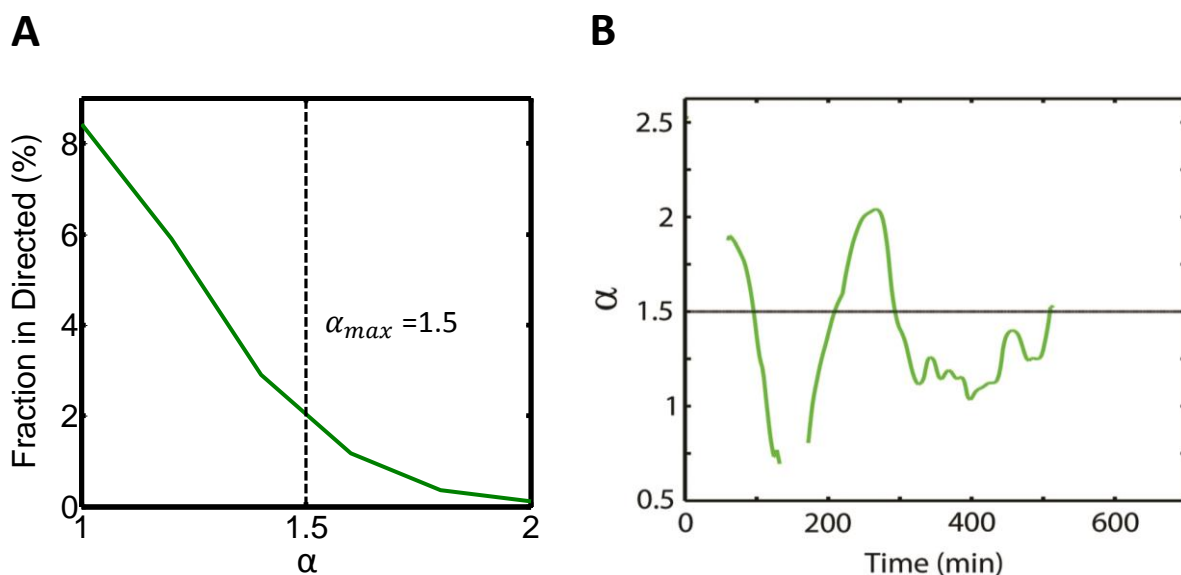 A
B
Fraction in Directed (%)
8
6
4
2
0
α_max =1.5
1
1.5
2
α
α
2.5
2
1.5
1
0.5
0
200
400
600
Time (min)